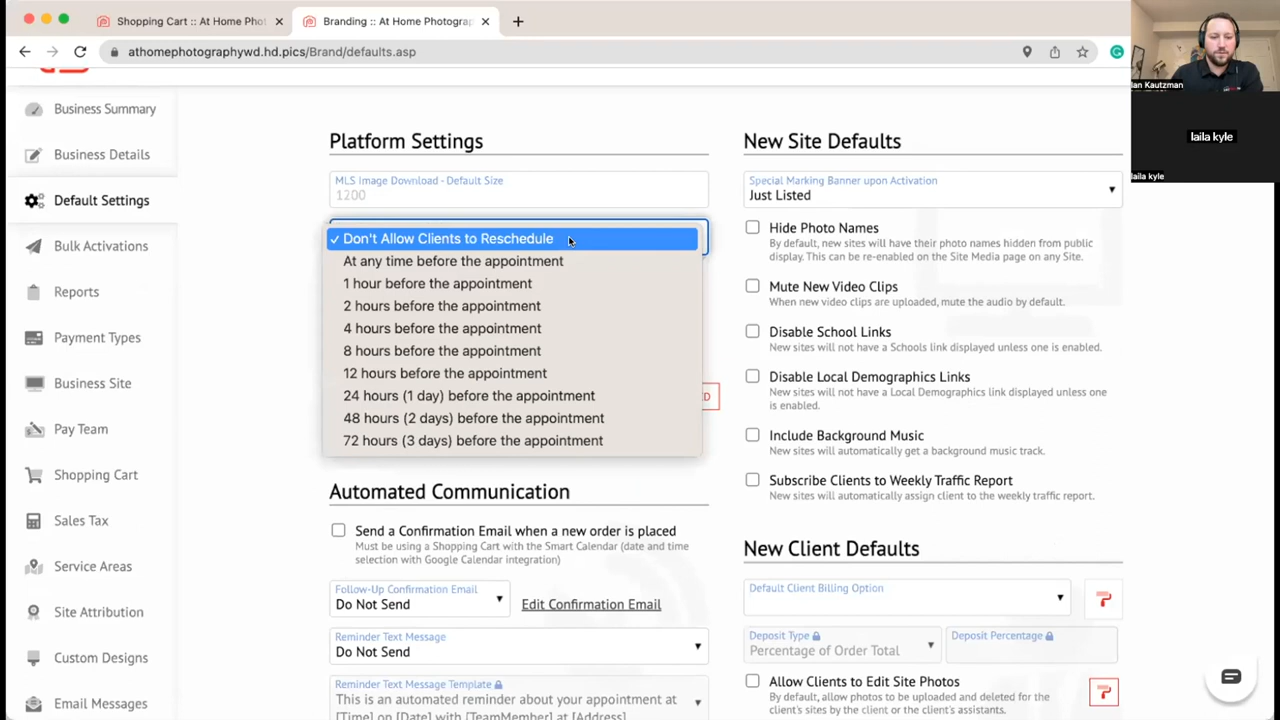 Shopping Cart :: At Home Phot
Branding :: At Home Photograp
athomephotographywd.hd.pics/Brand/defaults.asp
Business Summary
Business Details
Default Settings
Bulk Activations
Reports
Payment Types
Business Site
Pay Team
Shopping Cart
Sales Tax
Service Areas
Site Attribution
Custom Designs
Email Messages
Platform Settings
MLS Image Download - Default Size
1200
✓ Don't Allow Clients to Reschedule
At any time before the appointment
1 hour before the appointment
2 hours before the appointment
4 hours before the appointment
8 hours before the appointment
12 hours before the appointment
24 hours (1 day) before the appointment
48 hours (2 days) before the appointment
72 hours (3 days) before the appointment
D
Automated Communication
Send a Confirmation Email when a new order is placed
Must be using a Shopping Cart with the Smart Calendar (date and time
selection with Google Calendar integration)
Follow-Up Confirmation Email
Do Not Send
Edit Confirmation Email
Reminder Text Message
Do Not Send
Reminder Text Message Template
This is an automated reminder about your appointment at
[Time] on [Date] with [TeamMember] at [Address]
New Site Defaults
Special Marking Banner upon Activation
Just Listed
Hide Photo Names
By default, new sites will have their photo names hidden from public
display. This can be re-enabled on the Site Media page on any Site.
Mute New Video Clips
When new video clips are uploaded, mute the audio by default.
Disable School Links
New sites will not have a Schools link displayed unless one is enabled.
Disable Local Demographics Links
New sites will not have a Local Demographics link displayed unless one
is enabled.
Include Background Music
New sites will automatically get a background music track.
Subscribe Clients to Weekly Traffic Report
New sites will automatically assign client to the weekly traffic report.
New Client Defaults
Default Client Billing Option
Deposit Type
Percentage of Order Total
Deposit Percentage
Allow Clients to Edit Site Photos
By default, allow photos to be uploaded and deleted for the
client's sites by the client or the client's assistants.
ian Kautzman
laila kyle
laila kyle